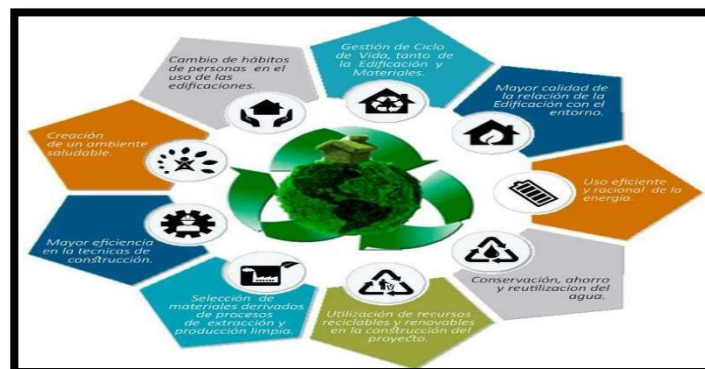 Gestión de Ciclo
de Vida, tanto de
la Edificación y
Materiales.
Mayor calidad de
la relación de la
Edificación con el
entorno.
Uso eficiente
y racional de la
energía.
Conservación, ahorro
y reutilizacion del
agua.
Utilización de recursos
reciclables y renovables
en la construcción del
proyecto.
Selección de
materiales derivados
de procesos
de extracción y
producción limpia.
Mayor eficiencia
en la tecnicas de
construcción.
Creación
de un ambiente
saludable.
Cambio de hábitos
de personas en el
uso de las
edificaciones.